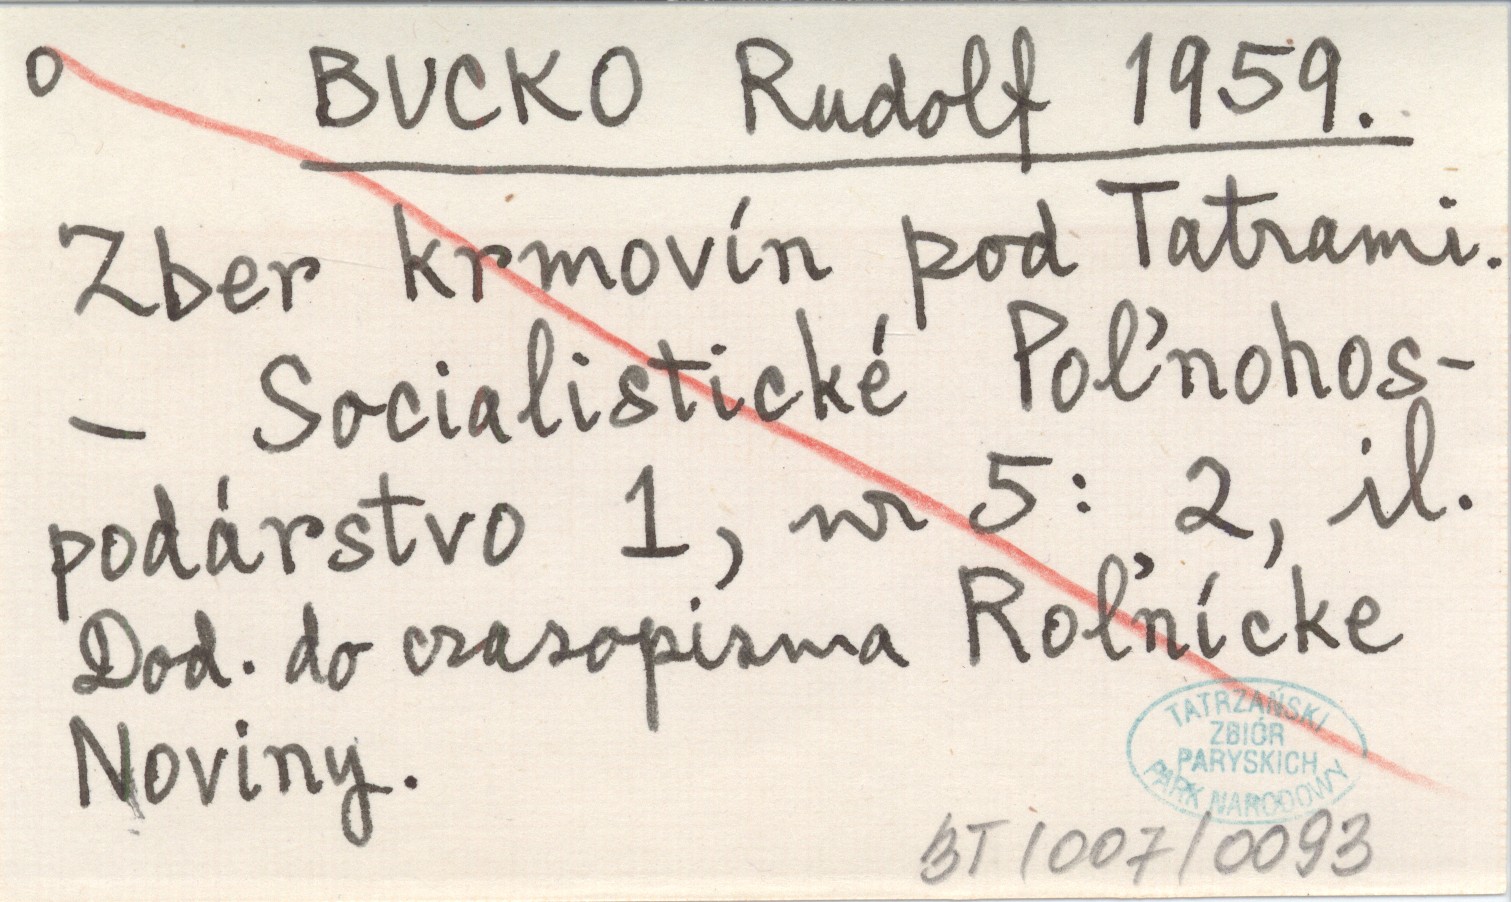 o BUCKO Rudolf 1959.
Zber krmovín pod Tatrami.
– Socialistické Poľnohos-
podárstvo 1, nr 5: 2, il.
Dod. do czasopisma Roľnícke
Noviny.
TATRZAŃSKI
ZBIÓR
PARYSKICH
PARK NARODOWY
BT/007/0093